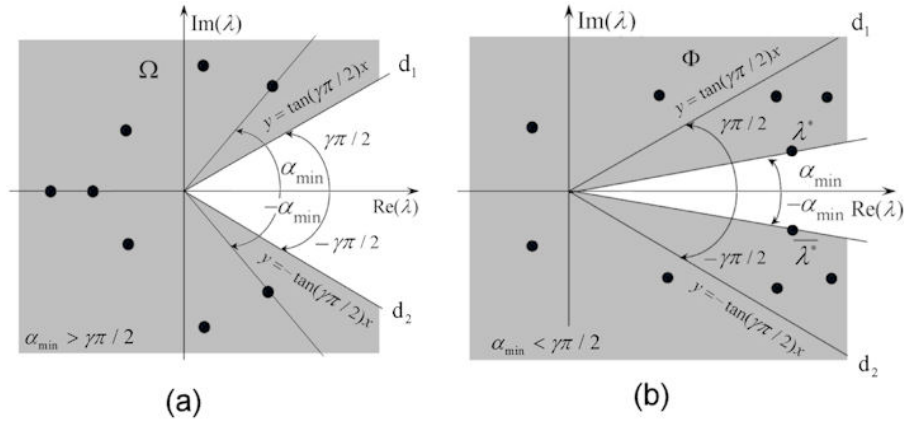 Im(λ)
Ω
d₁
y = tan(γπ/2)x
γπ / 2
α_min
Re(λ)
−α_min
− γπ / 2
y = −tan(γπ/2)x
d₂
α_min > γπ / 2
(a)
Im(λ)
d₁
Φ
y = tan(γπ/2)x
γπ / 2
λ*
α_min
Re(λ)
−α_min
λ̅*
−γπ / 2
y = −tan(γπ/2)x
α_min < γπ / 2
d₂
(b)